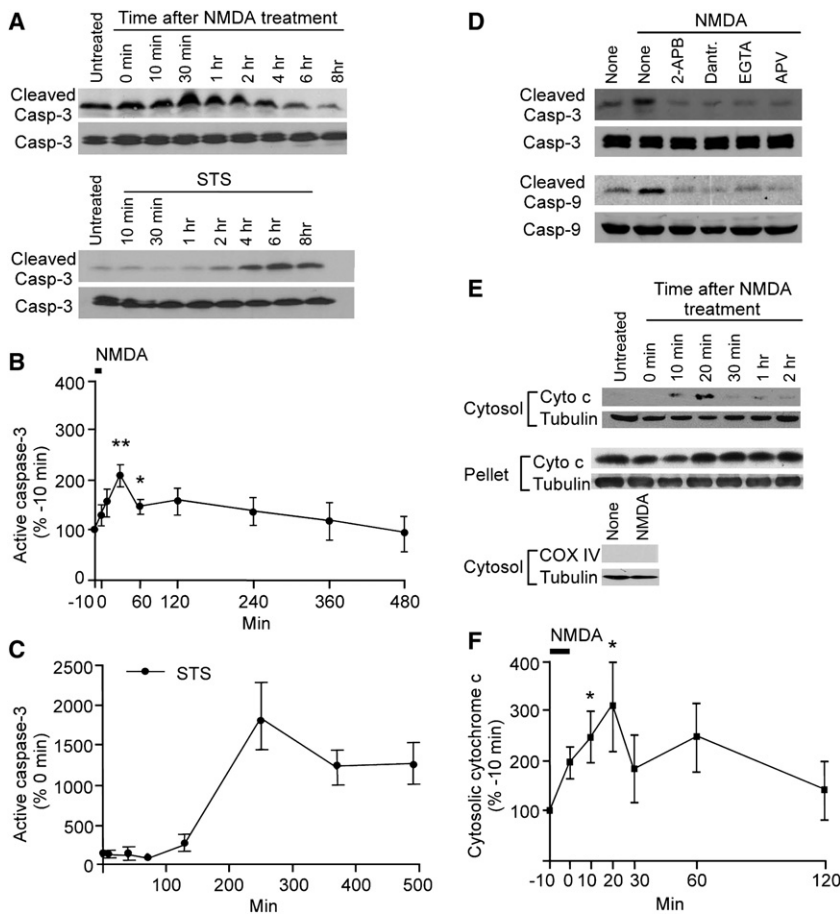 A
Time after NMDA treatment
Untreated
0 min
10 min
30 min
1 hr
2 hr
4 hr
6 hr
8hr
Cleaved
Casp-3
Casp-3
STS
Untreated
10 min
30 min
1 hr
2 hr
4 hr
6 hr
8hr
Cleaved
Casp-3
Casp-3
B
NMDA
Active caspase-3
(% -10 min)
400
300
200
100
0
**
*
-10 0 60 120 240 360 480
Min
C
STS
Active caspase-3
(% 0 min)
2500
2000
1500
1000
500
0
100 200 300 400 500
Min
D
NMDA
None
None
2-APB
Dantr.
EGTA
APV
Cleaved
Casp-3
Casp-3
Cleaved
Casp-9
Casp-9
E
Time after NMDA
treatment
Untreated
0 min
10 min
20 min
30 min
1 hr
2 hr
Cytosol
Cyto c
Tubulin
Pellet
Cyto c
Tubulin
None
NMDA
Cytosol
COX IV
Tubulin
F
NMDA
Cytosolic cytochrome c
(% -10 min)
400
300
200
100
0
*
*
-10 0 10 20 30 60 120
Min